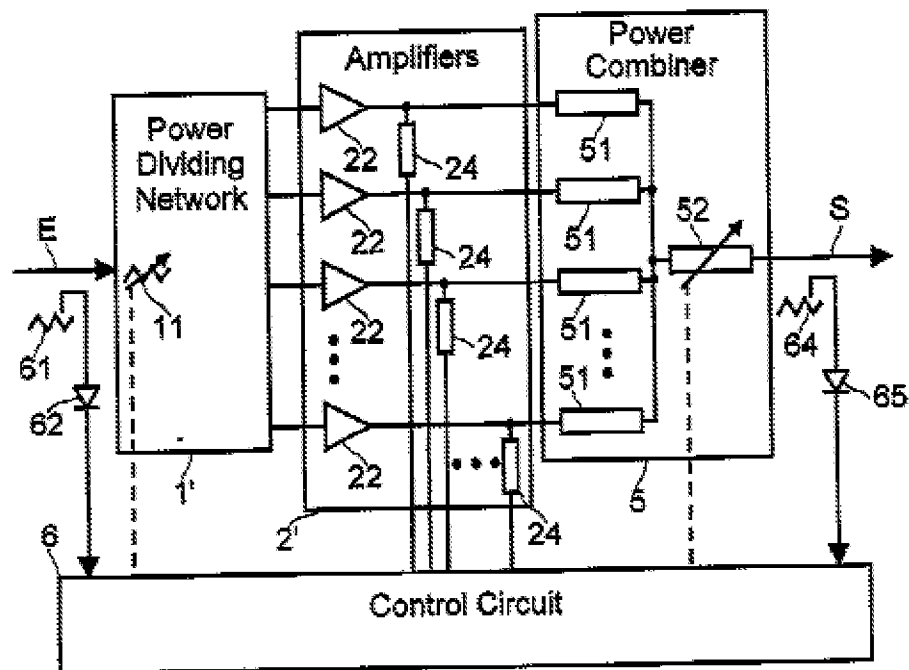 Power
Dividing
Network
Amplifiers
Power
Combiner
22
24
51
22
24
51
52
E
S
11
22
24
51
61
62
64
65
51
22
24
1'
2'
5
6
Control Circuit